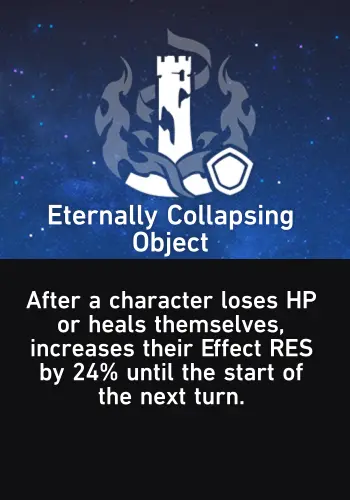 Eternally Collapsing
Object
After a character loses HP
or heals themselves,
increases their Effect RES
by 24% until the start of
the next turn.